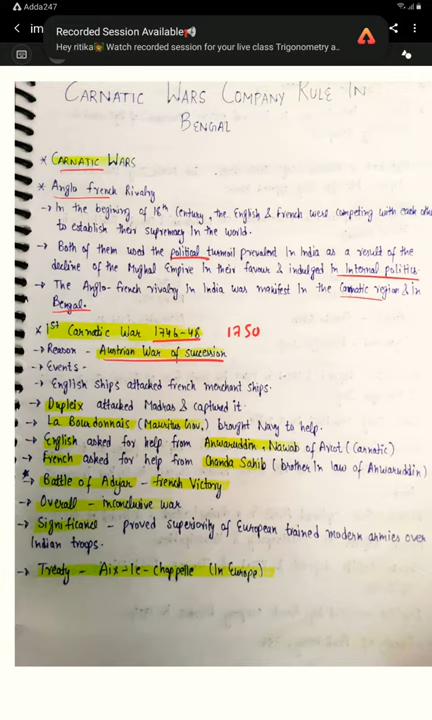 Adda247
Recorded Session Available📢
Hey ritika🙋 Watch recorded session for your live class Trigonometry a..
im
CARNATIC WARS COMPANY RULE IN
BENGAL
* CARNATIC WARS
* Anglo french Rivalry
→ In the begining of 18th Century, the English & French were competing with each othe
to establish their supremacy In the world.
→ Both of them used the political turmoil prevalent In India as a result of the
decline of the Mughal Empire in their favour & indulged in Internal politics
→ The Anglo-french rivalry In India was manifest In the Carnatic region & In
Bengal.
* 1st Carnatic War 1746-48 1750
→ Reason - Austrian War of succession
→ Events -
→ English ships attacked french merchant ships.
→ Dupleix attacked Madras & captured it.
→ La Bourdonnais (Mauritius Gov.) brought Navy to help.
→ English asked for help from Anwaruddin, Nawab of Arcot (Carnatic)
→ French asked for help from Chanda Sahib (brother In law of Anwaruddin)
* Battle of Adyar - french Victory
→ Overall - inconclusive war
→ Significance - proved superiority of European trained modern armies over
Indian troops.
→ Treaty - Aix-le-chappelle (In Europe)